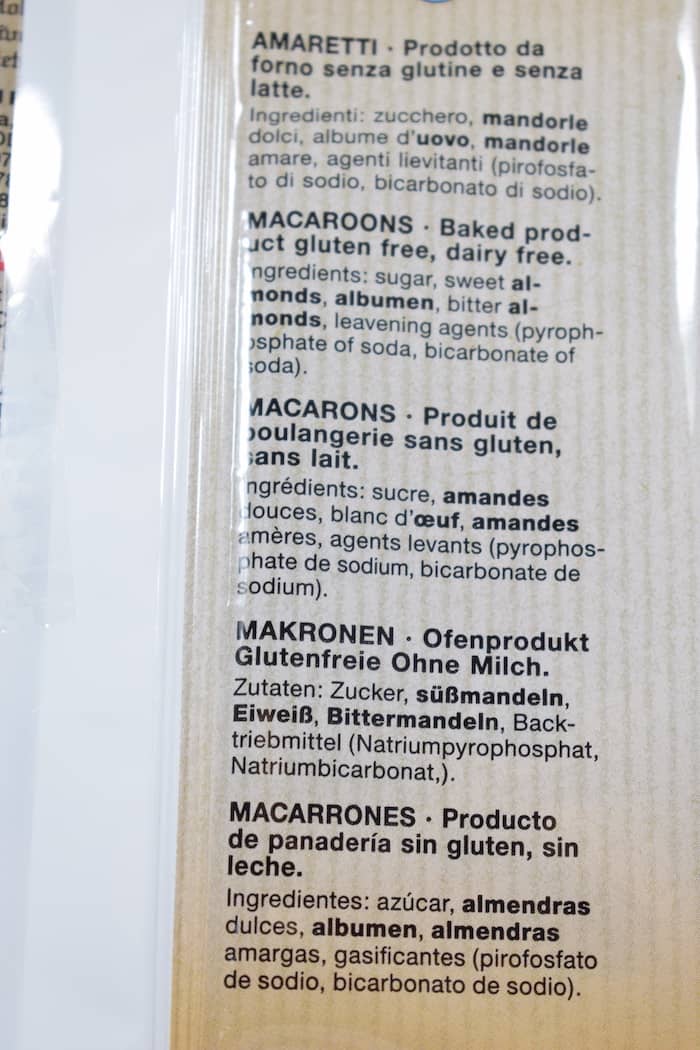 AMARETTI · Prodotto da
forno senza glutine e senza
latte.
Ingredienti: zucchero, mandorle
dolci, albume d'uovo, mandorle
amare, agenti lievitanti (pirofosfa-
to di sodio, bicarbonato di sodio).
MACAROONS · Baked prod-
uct gluten free, dairy free.
ngredients: sugar, sweet al-
monds, albumen, bitter al-
monds, leavening agents (pyroph-
osphate of soda, bicarbonate of
soda).
MACARONS · Produit de
boulangerie sans gluten,
sans lait.
ngrédients: sucre, amandes
douces, blanc d'œuf, amandes
amères, agents levants (pyrophos-
phate de sodium, bicarbonate de
sodium).
MAKRONEN · Ofenprodukt
Glutenfreie Ohne Milch.
Zutaten: Zucker, süßmandeln,
Eiweiß, Bittermandeln, Back-
triebmittel (Natriumpyrophosphat,
Natriumbicarbonat,).
MACARRONES · Producto
de panadería sin gluten, sin
leche.
Ingredientes: azúcar, almendras
dulces, albumen, almendras
amargas, gasificantes (pirofosfato
de sodio, bicarbonato de sodio).